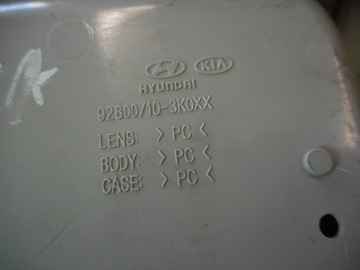 KIA
HYUNDAI
92800/10-3K0XX
LENS: > PC <
BODY: > PC <
CASE: > PC <